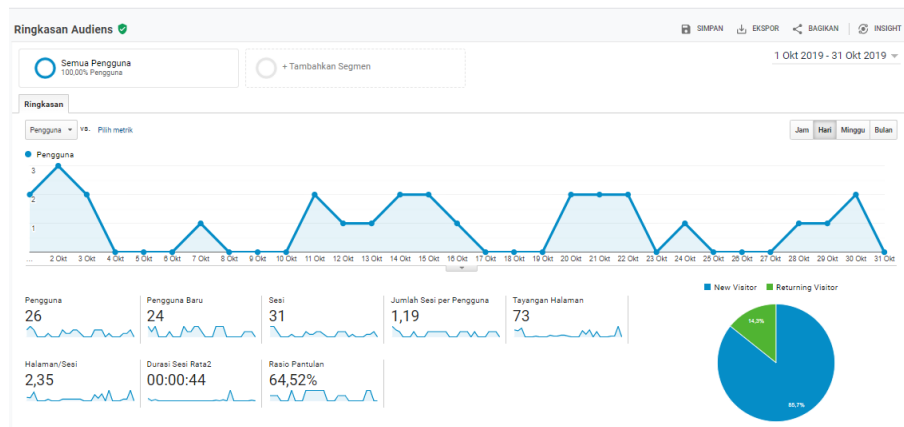 Ringkasan Audiens
SIMPAN EKSPOR BAGIKAN INSIGHT
1 Okt 2019 - 31 Okt 2019
Semua Pengguna
100,00% Pengguna
+ Tambahkan Segmen
Ringkasan
Pengguna VS. Pilih metrik
Jam Hari Minggu Bulan
Pengguna
3
2
1
... 2 Okt 3 Okt 4 Okt 5 Okt 6 Okt 7 Okt 8 Okt 9 Okt 10 Okt 11 Okt 12 Okt 13 Okt 14 Okt 15 Okt 16 Okt 17 Okt 18 Okt 19 Okt 20 Okt 21 Okt 22 Okt 23 Okt 24 Okt 25 Okt 26 Okt 27 Okt 28 Okt 29 Okt 30 Okt 31 Okt
Pengguna
26
Pengguna Baru
24
Sesi
31
Jumlah Sesi per Pengguna
1,19
Tayangan Halaman
73
Halaman/Sesi
2,35
Durasi Sesi Rata2
00:00:44
Rasio Pantulan
64,52%
New Visitor Returning Visitor
14,3%
85,7%